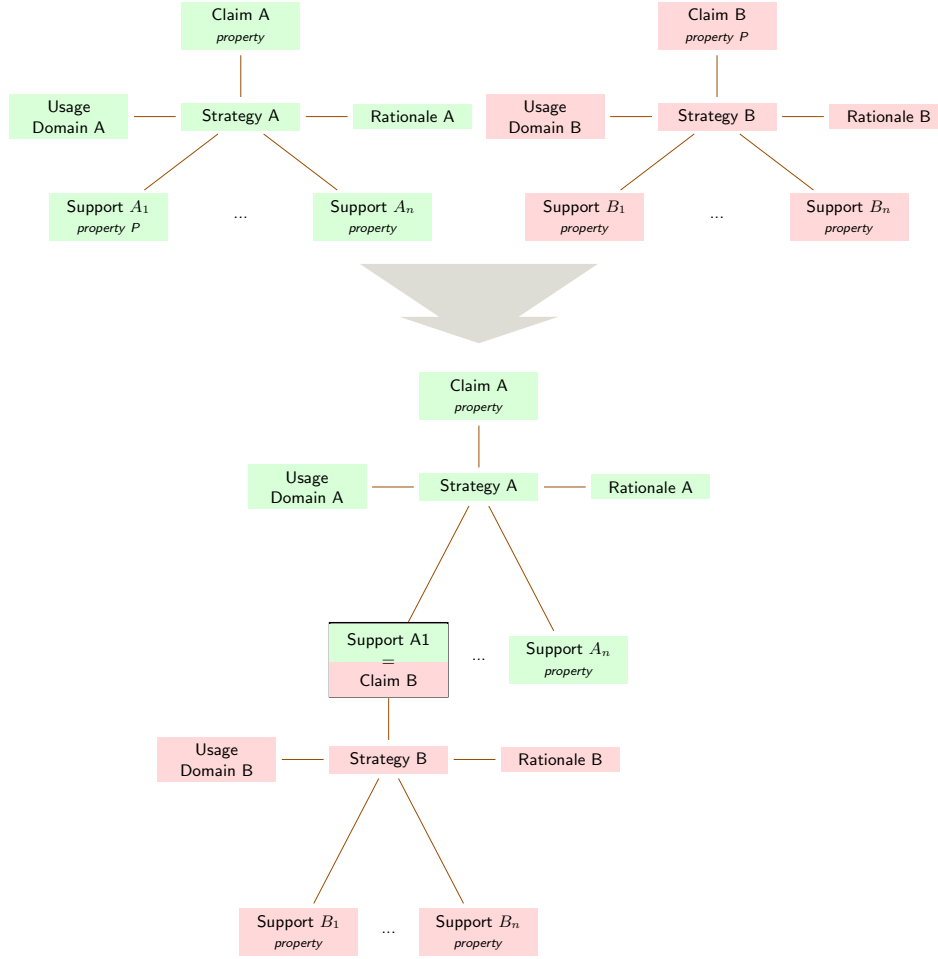 Claim A
property
Claim B
property P
Usage
Domain A
Strategy A
Rationale A
Usage
Domain B
Strategy B
Rationale B
Support A1
property P
...
Support An
property
Support B1
property
...
Support Bn
property
Claim A
property
Usage
Domain A
Strategy A
Rationale A
Support A1
=
Claim B
...
Support An
property
Usage
Domain B
Strategy B
Rationale B
Support B1
property
...
Support Bn
property